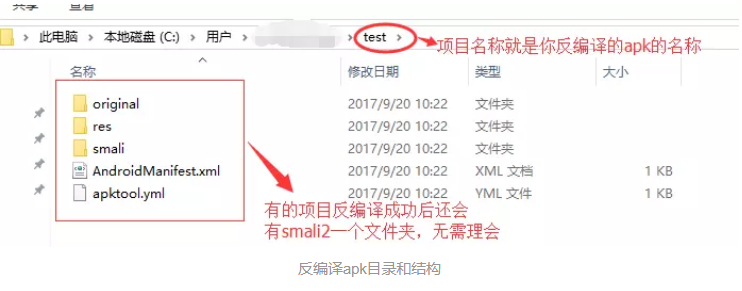 此电脑 > 本地磁盘 (C:) > 用户 > > test >
项目名称就是你反编译的apk的名称
名称 修改日期 类型 大小
original 2017/9/20 10:22 文件夹
res 2017/9/20 10:22 文件夹
smali 2017/9/20 10:22 文件夹
AndroidManifest.xml 2017/9/20 10:22 XML 文档 1 KB
apktool.yml 2017/9/20 10:22 YML 文件 1 KB
有的项目反编译成功后还会
有smali2一个文件夹，无需理会
反编译apk目录和结构